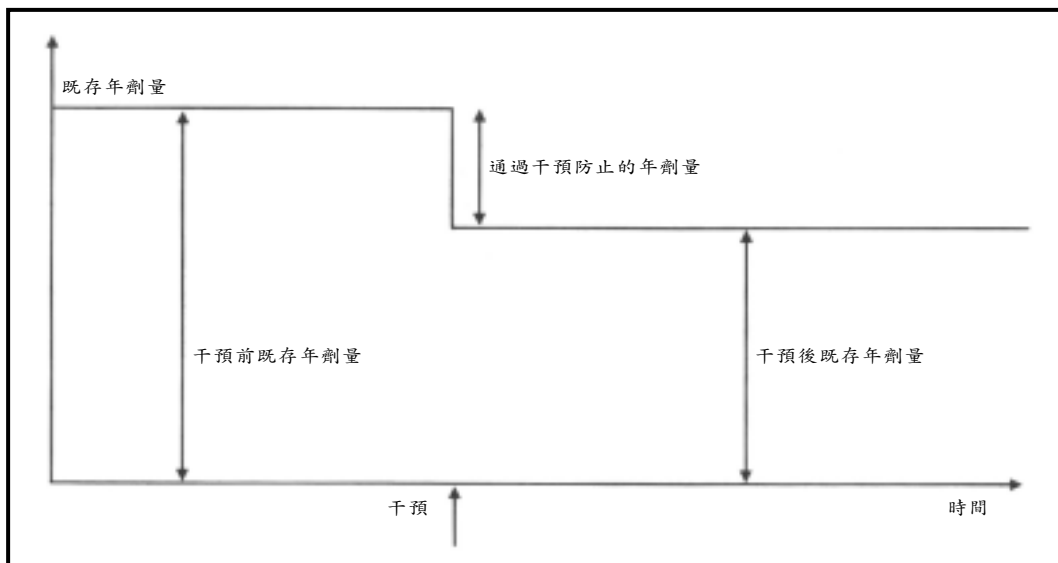 既存年劑量
通過干預防止的年劑量
干預前既存年劑量
干預後既存年劑量
干預
時間